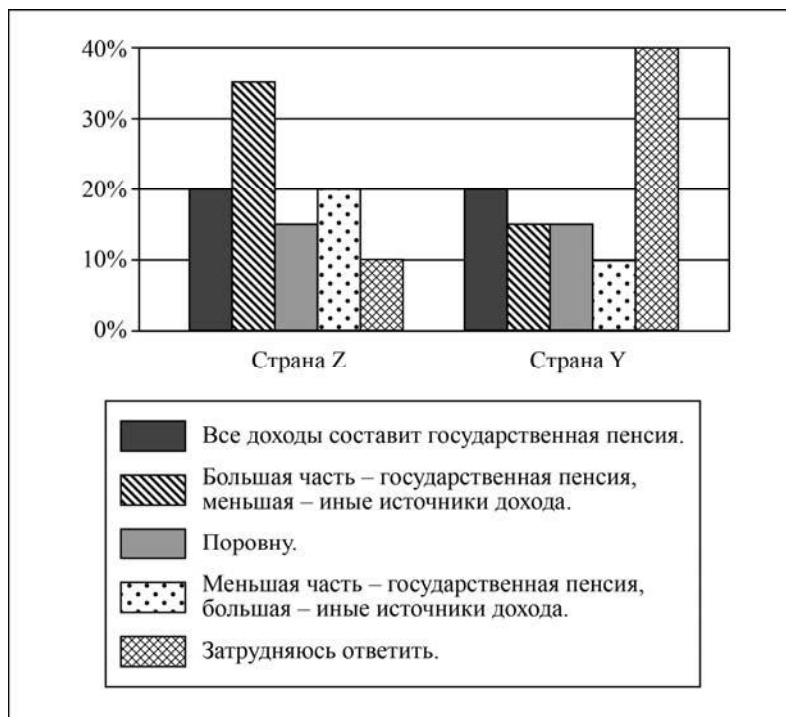 40%
30%
20%
10%
0%
Страна Z Страна Y
Все доходы составит государственная пенсия.
Большая часть – государственная пенсия,
меньшая – иные источники дохода.
Поровну.
Меньшая часть – государственная пенсия,
большая – иные источники дохода.
Затрудняюсь ответить.